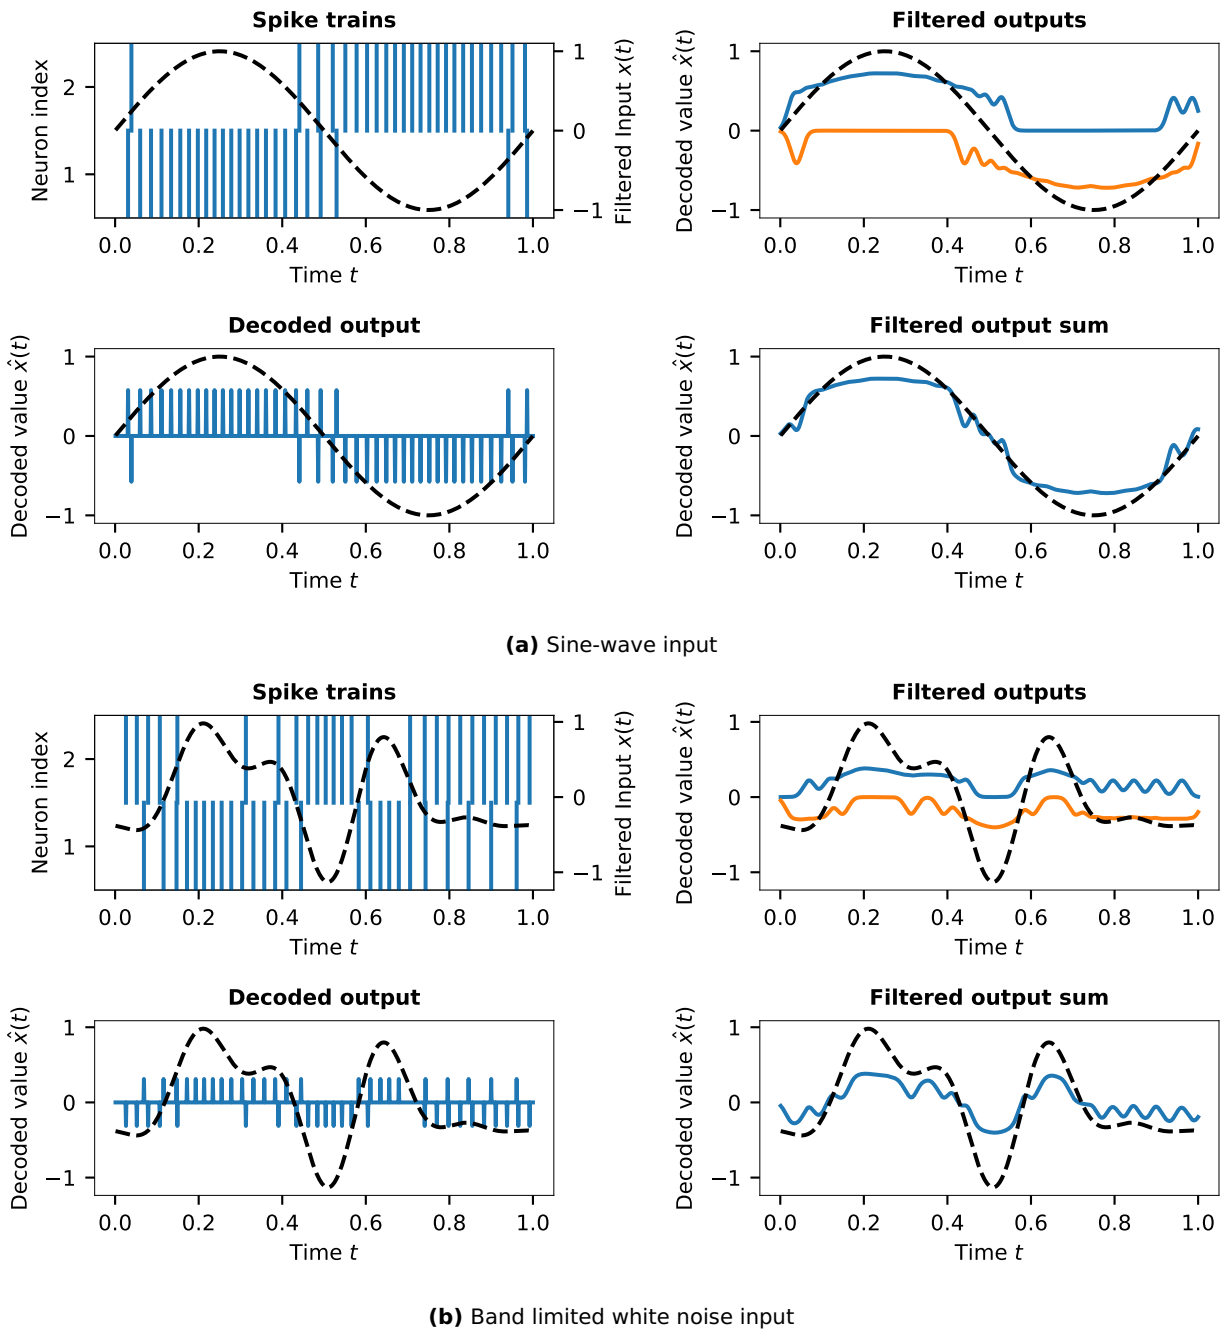 Spike trains
Neuron index
2
1
1
0
−1
Filtered Input x(t)
0.0 0.2 0.4 0.6 0.8 1.0
Time t
Filtered outputs
Decoded value x̂(t)
1
0
−1
0.0 0.2 0.4 0.6 0.8 1.0
Time t
Decoded output
Decoded value x̂(t)
1
0
−1
0.0 0.2 0.4 0.6 0.8 1.0
Time t
Filtered output sum
Decoded value x̂(t)
1
0
−1
0.0 0.2 0.4 0.6 0.8 1.0
Time t
(a) Sine-wave input
Spike trains
Neuron index
2
1
1
0
−1
Filtered Input x(t)
0.0 0.2 0.4 0.6 0.8 1.0
Time t
Filtered outputs
Decoded value x̂(t)
1
0
−1
0.0 0.2 0.4 0.6 0.8 1.0
Time t
Decoded output
Decoded value x̂(t)
1
0
−1
0.0 0.2 0.4 0.6 0.8 1.0
Time t
Filtered output sum
Decoded value x̂(t)
1
0
−1
0.0 0.2 0.4 0.6 0.8 1.0
Time t
(b) Band limited white noise input